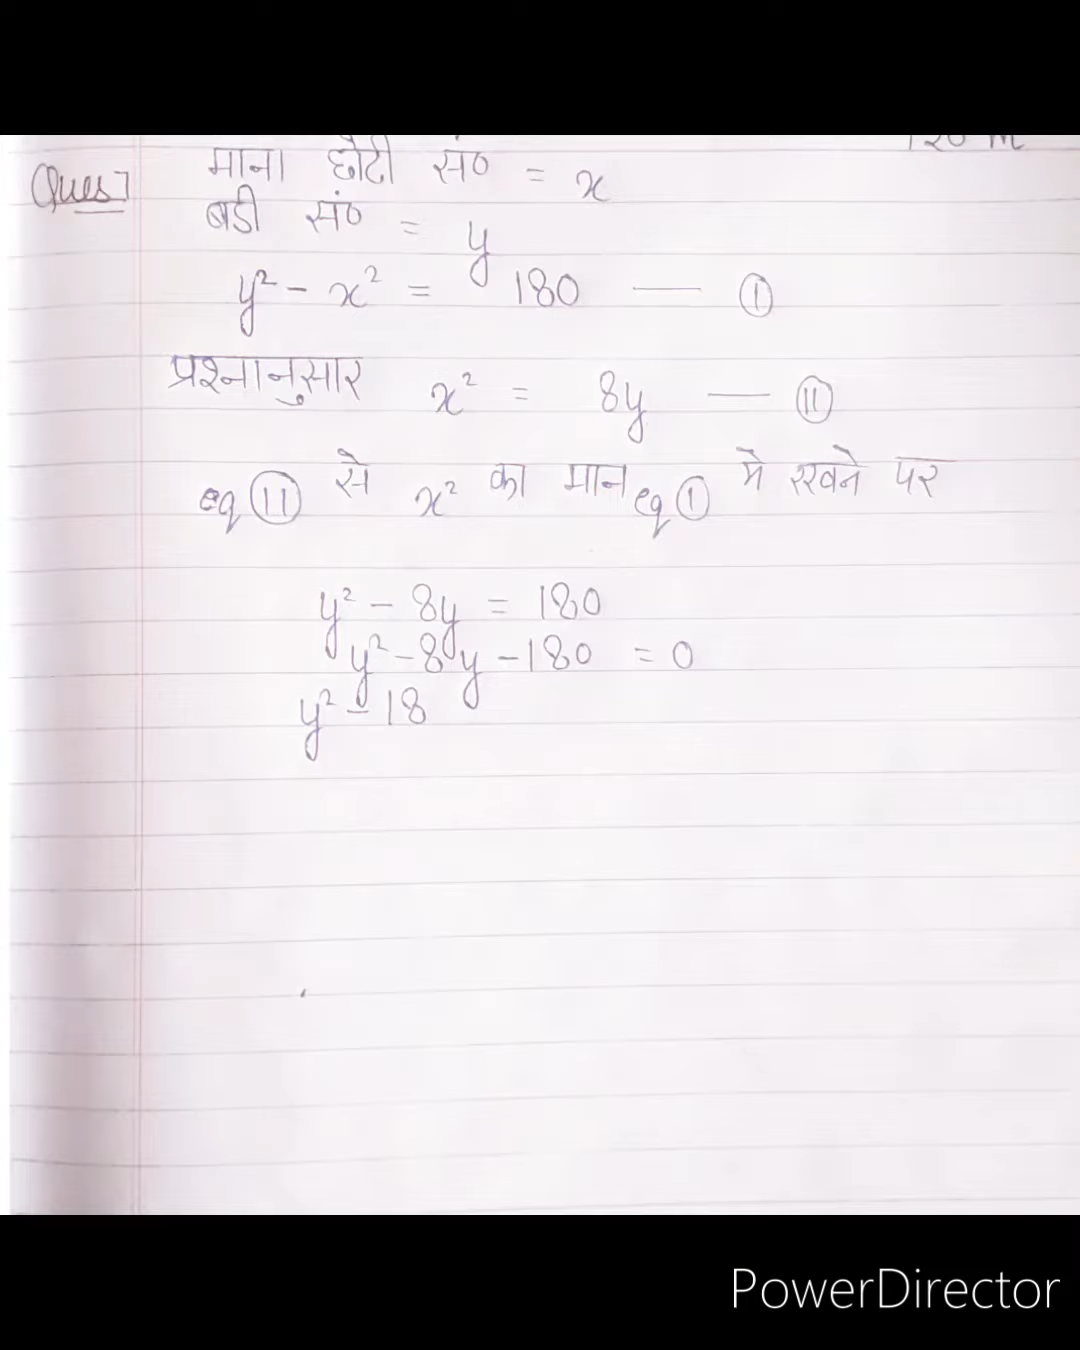 Ques]
माना छोटी सं० = x
बडी सं० = y
y² - x² = 180 — ①
प्रश्नानुसार x² = 8y — ⑪
eq ⑪ से x² का मान eq ① मे रखने पर
y² - 8y = 180
y² - 8y - 180 = 0
y² - 18
PowerDirector